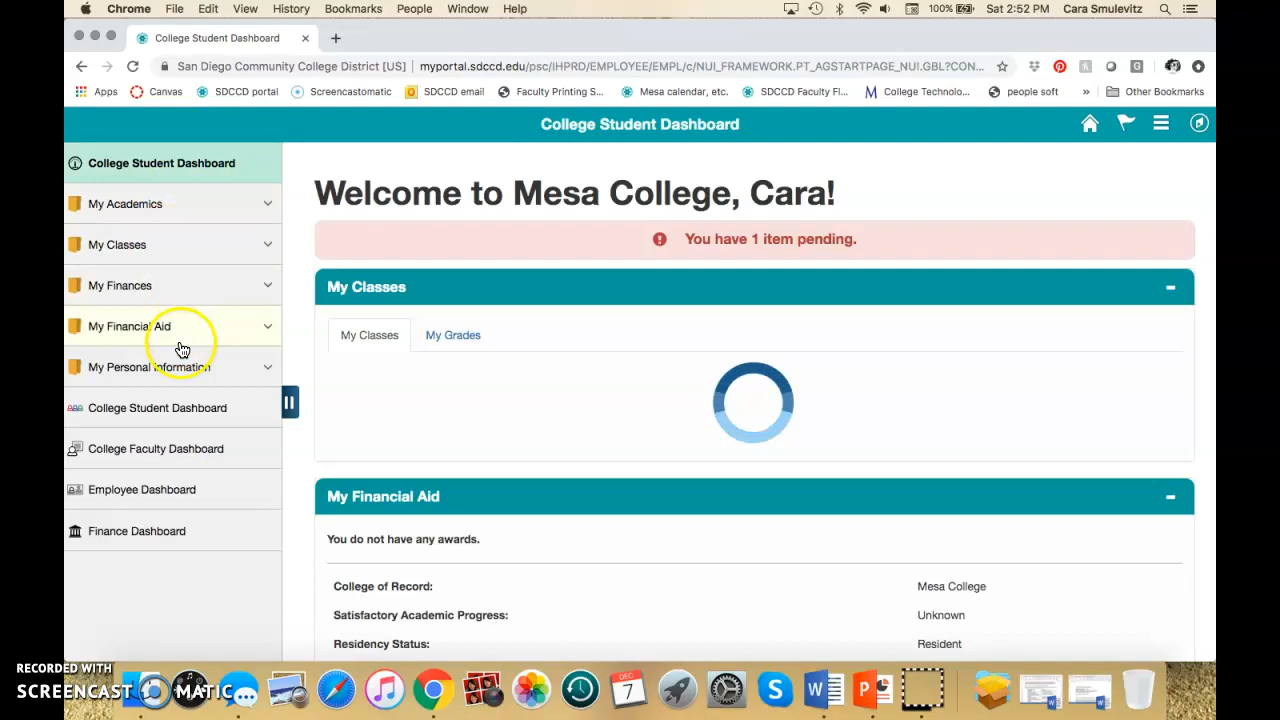 Chrome File Edit View History Bookmarks People Window Help 100% Sat 2:52 PM Cara Smulevitz
College Student Dashboard
San Diego Community College District [US] myportal.sdccd.edu/psc/IHPRD/EMPLOYEE/EMPL/c/NUI_FRAMEWORK.PT_AGSTARTPAGE_NUI.GBL?CON...
Apps Canvas SDCCD portal Screencastomatic SDCCD email Faculty Printing S... Mesa calendar, etc. SDCCD Faculty Fl... College Technolo... people soft » Other Bookmarks
College Student Dashboard
College Student Dashboard
My Academics
My Classes
My Finances
My Financial Aid
My Personal Information
College Student Dashboard
College Faculty Dashboard
Employee Dashboard
Finance Dashboard
Welcome to Mesa College, Cara!
You have 1 item pending.
My Classes
My Classes My Grades
My Financial Aid
You do not have any awards.
College of Record: Mesa College
Satisfactory Academic Progress: Unknown
Residency Status: Resident
RECORDED WITH
SCREENCAST MATIC
DEC
7